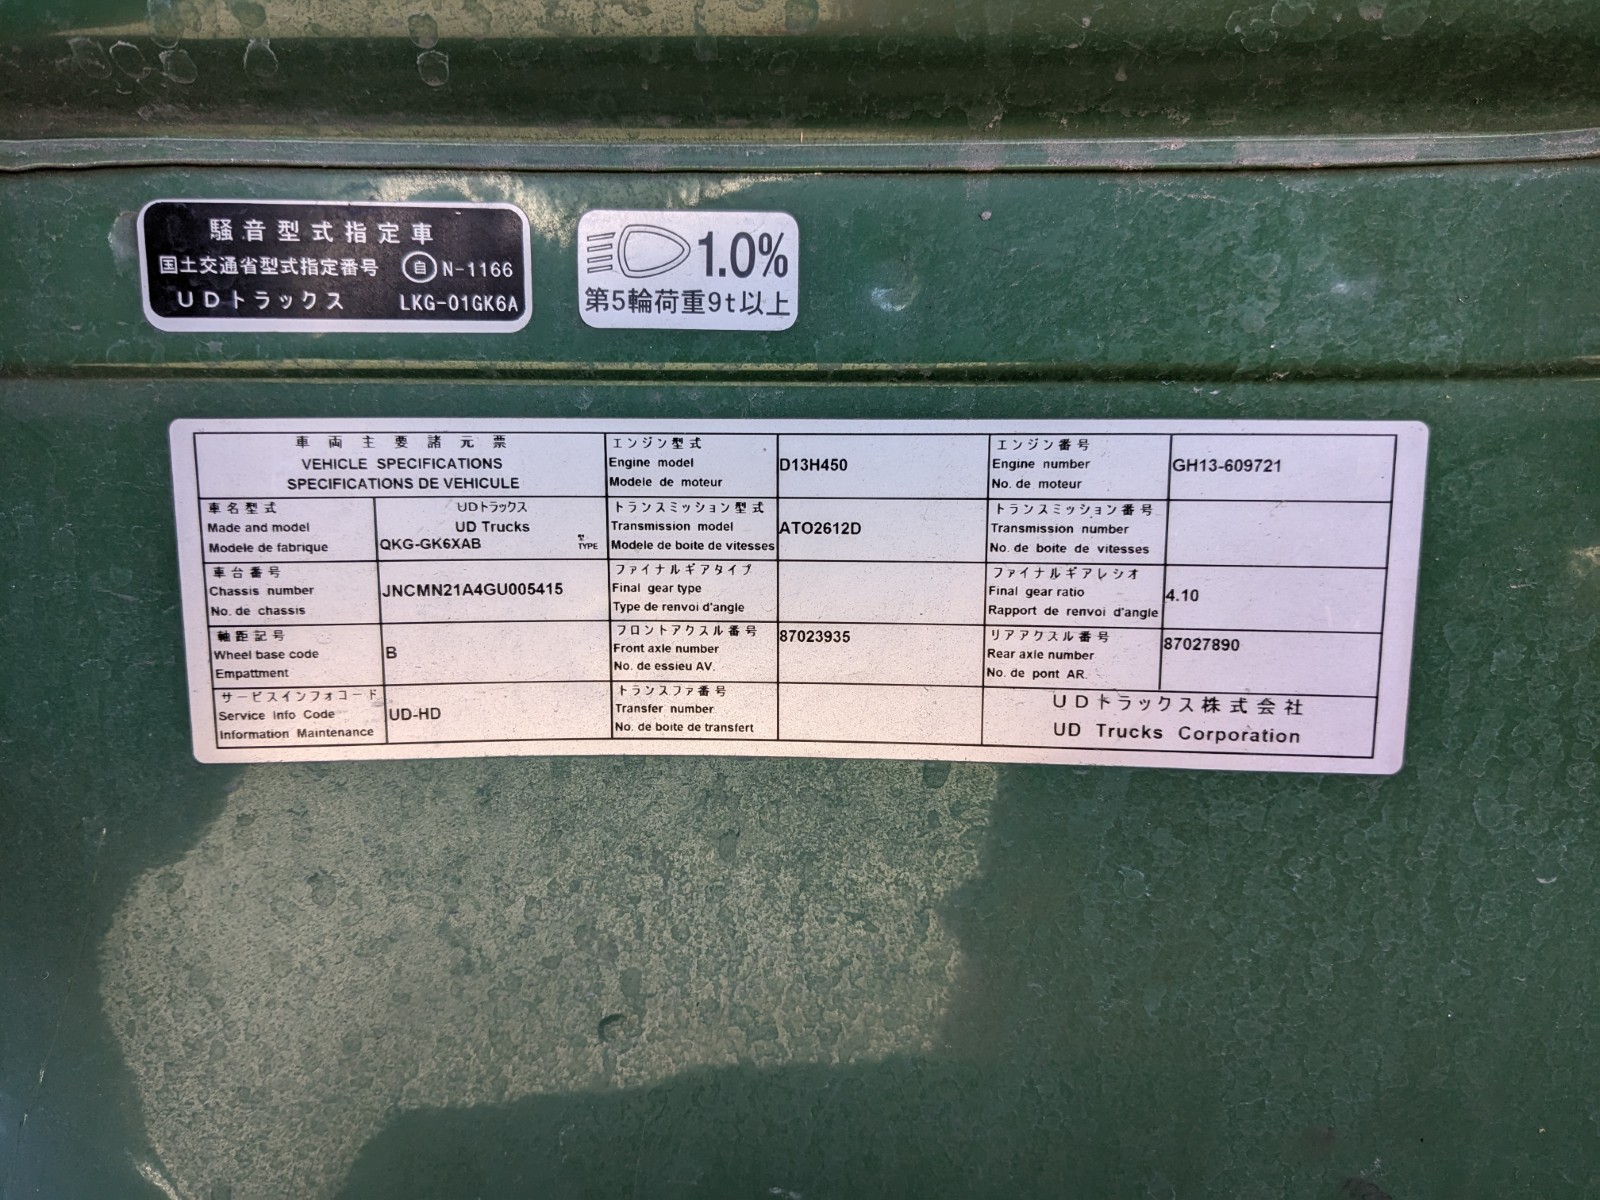 騒音型式指定車
国土交通省型式指定番号 自 N-1166
UDトラックス LKG-01GK6A
1.0%
第5輪荷重9t以上
車両主要諸元票
VEHICLE SPECIFICATIONS
SPECIFICATIONS DE VEHICULE
エンジン型式
Engine model
Modele de moteur
D13H450
エンジン番号
Engine number
No. de moteur
GH13-609721
車名型式
Made and model
Modele de fabrique
UDトラックス
UD Trucks
QKG-GK6XAB
型
TYPE
トランスミッション型式
Transmission model
Modele de boite de vitesses
ATO2612D
トランスミッション番号
Transmission number
No. de boite de vitesses
車台番号
Chassis number
No. de chassis
JNCMN21A4GU005415
ファイナルギアタイプ
Final gear type
Type de renvoi d'angle
ファイナルギアレシオ
Final gear ratio
Rapport de renvoi d'angle
4.10
軸距記号
Wheel base code
Empattment
B
フロントアクスル番号
Front axle number
No. de essieu AV.
87023935
リアアクスル番号
Rear axle number
No. de pont AR.
87027890
サービスインフォコード
Service Info Code
Information Maintenance
UD-HD
トランスファ番号
Transfer number
No. de boite de transfert
UDトラックス株式会社
UD Trucks Corporation